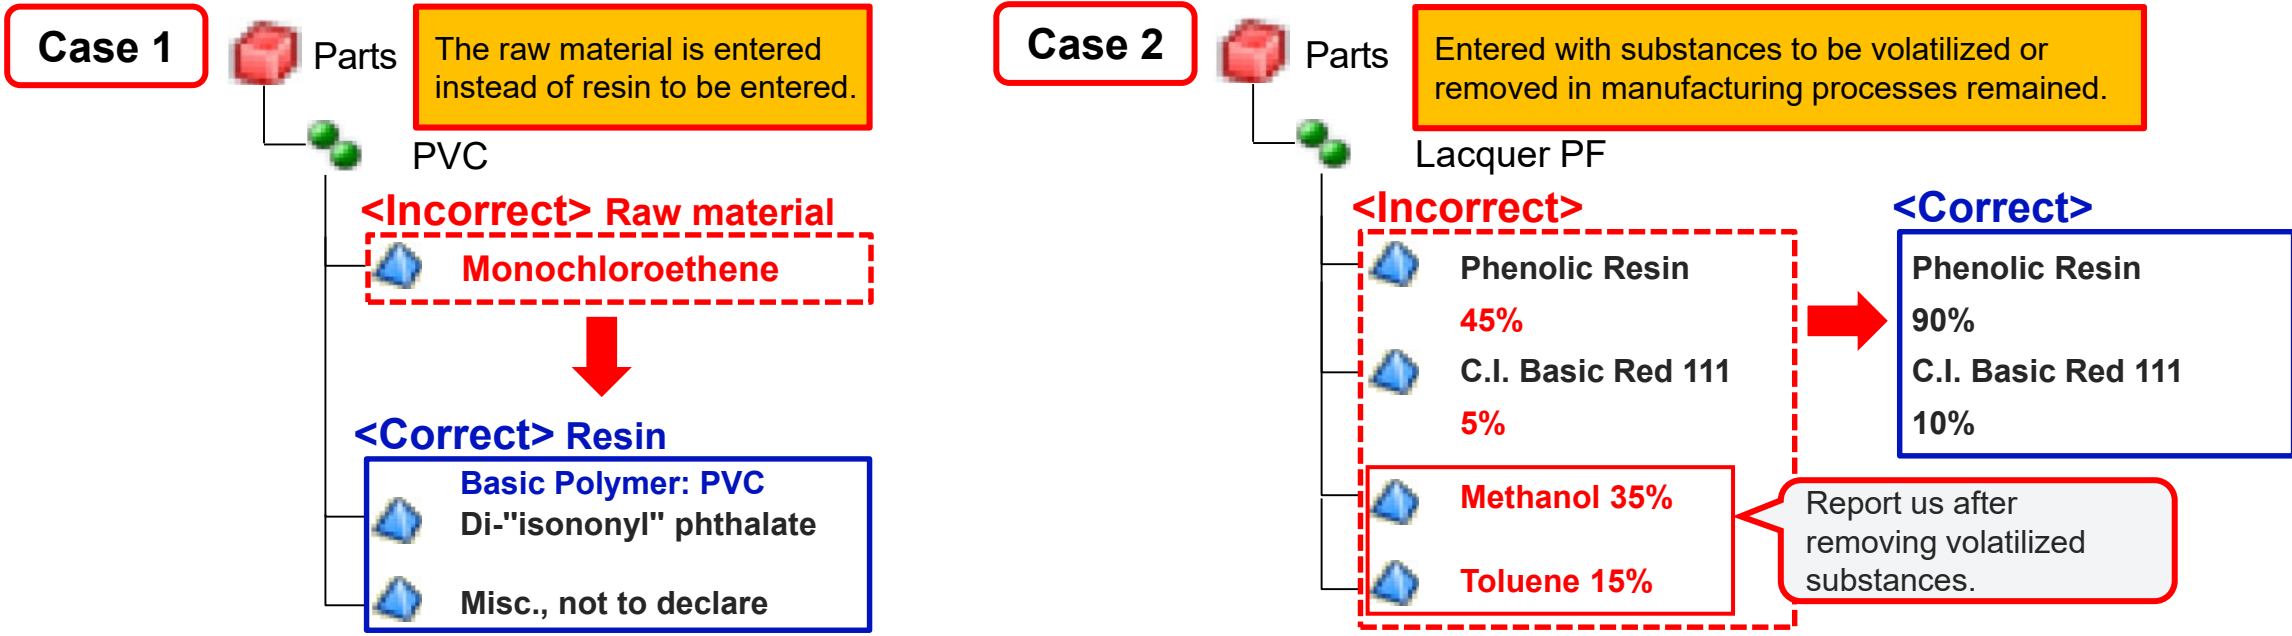 Case 1
Parts
The raw material is entered
instead of resin to be entered.
PVC
<Incorrect> Raw material
Monochloroethene
<Correct> Resin
Basic Polymer: PVC
Di-"isononyl" phthalate
Misc., not to declare
Case 2
Parts
Entered with substances to be volatilized or
removed in manufacturing processes remained.
Lacquer PF
<Incorrect>
Phenolic Resin
45%
C.I. Basic Red 111
5%
Methanol 35%
Toluene 15%
<Correct>
Phenolic Resin
90%
C.I. Basic Red 111
10%
Report us after
removing volatilized
substances.